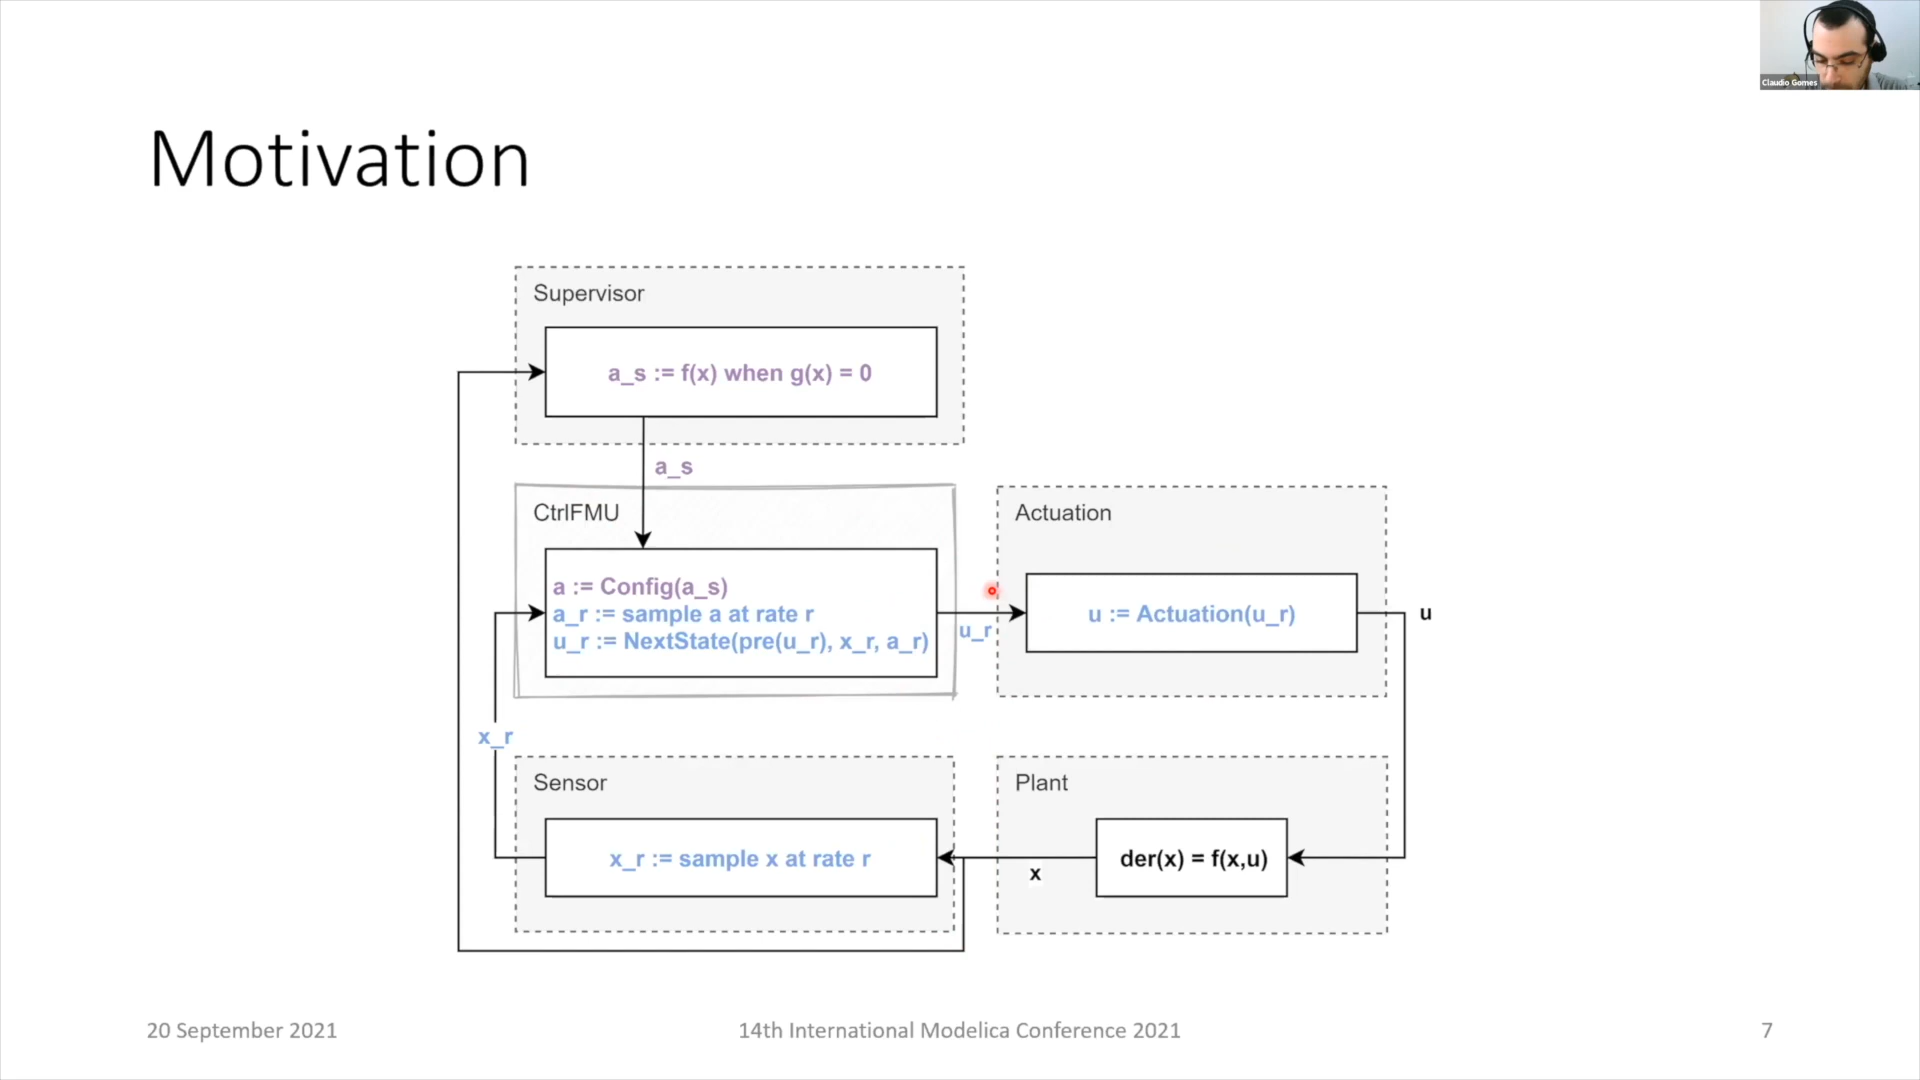 Claudio Gomes
Motivation
Supervisor
a_s := f(x) when g(x) = 0
a_s
CtrlFMU
a := Config(a_s)
a_r := sample a at rate r
u_r := NextState(pre(u_r), x_r, a_r)
u_r
Actuation
u := Actuation(u_r)
u
x_r
Sensor
x_r := sample x at rate r
x
Plant
der(x) = f(x,u)
20 September 2021
14th International Modelica Conference 2021
7